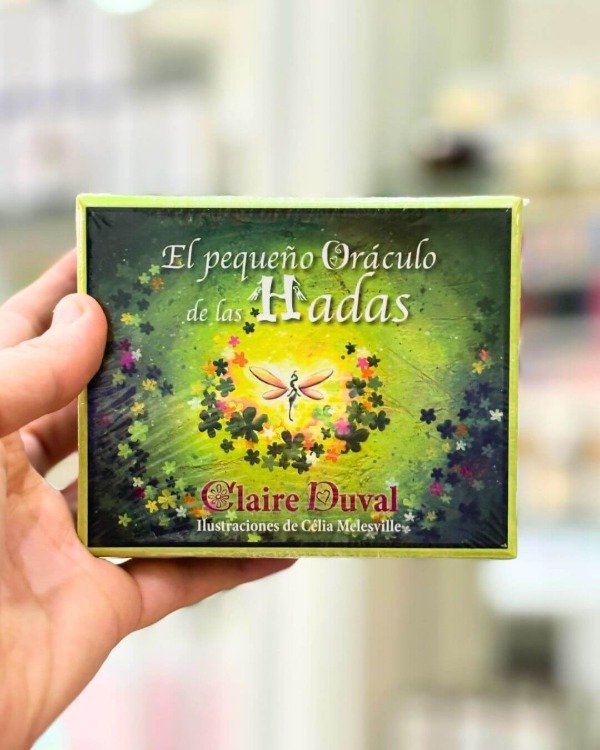 El pequeño Oráculo
de las Hadas
Claire Duval
Ilustraciones de Célia Melesville